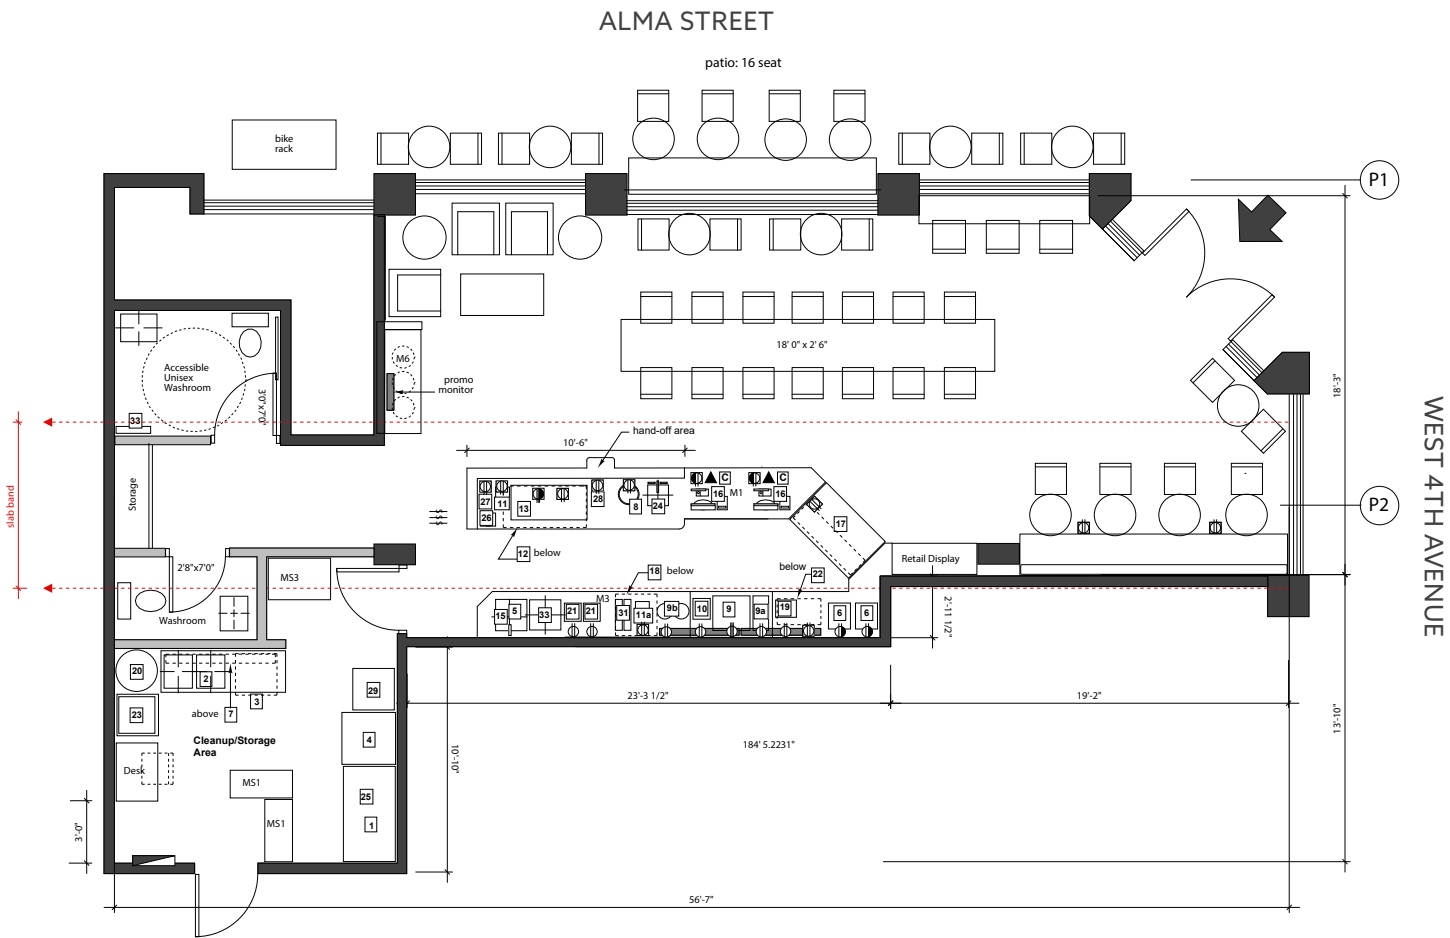 ALMA STREET
patio: 16 seat
bike
rack
P1
M6
promo
monitor
18' 0" x 2' 6"
Accessible
Unisex
Washroom
3'0"x7'0"
33
18'-3"
WEST 4TH AVENUE
hand-off area
10'-6"
slab band
Storage
27
11
26
13
28
8
24
16
C
M1
16
C
17
P2
12
below
Retail Display
2'8"x7'0"
MS3
18
below
below
22
Washroom
M3
15
5
33
21
21
31
11a
9b
10
9
9a
19
6
6
2'-11 1/2"
20
2
3
29
23
above
7
23'-3 1/2"
19'-2"
Cleanup/Storage
Area
4
10'-10"
184' 5.2231"
13'-10"
Desk
MS1
25
MS1
1
3'-0"
56'-7"